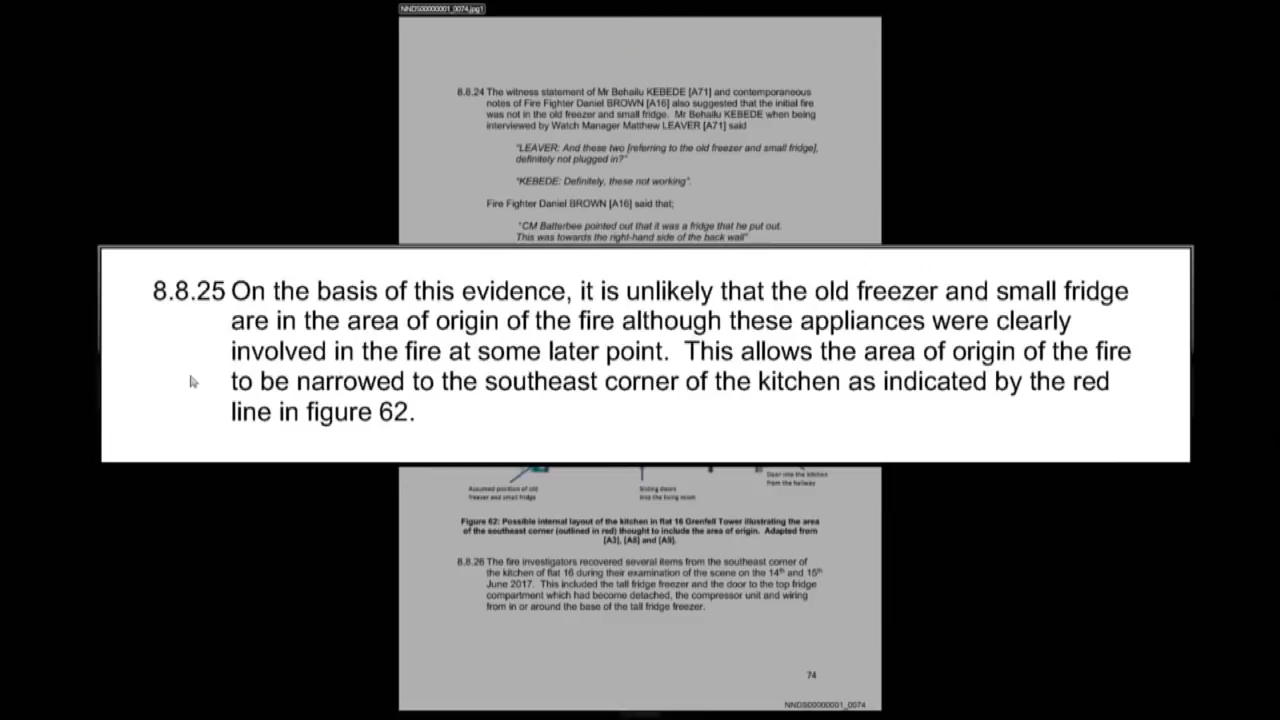 NNDS00000001_0074.jpg1
8.8.24 The witness statement of Mr Behailu KEBEDE [A71] and contemporaneous
notes of Fire Fighter Daniel BROWN [A16] also suggested that the initial fire
was not in the old freezer and small fridge. Mr Behailu KEBEDE when being
interviewed by Watch Manager Matthew LEAVER [A71] said
"LEAVER: And these two [referring to the old freezer and small fridge],
definitely not plugged in?"
"KEBEDE: Definitely, these not working".
Fire Fighter Daniel BROWN [A16] said that;
"CM Batterbee pointed out that it was a fridge that he put out.
This was towards the right-hand side of the back wall"
8.8.25 On the basis of this evidence, it is unlikely that the old freezer and small fridge
are in the area of origin of the fire although these appliances were clearly
involved in the fire at some later point. This allows the area of origin of the fire
to be narrowed to the southeast corner of the kitchen as indicated by the red
line in figure 62.
Assumed position of old
freezer and small fridge
Sliding doors
into the living room
Door into the kitchen
from the hallway
Figure 62: Possible internal layout of the kitchen in flat 16 Grenfell Tower illustrating the area
of the southeast corner (outlined in red) thought to include the area of origin. Adapted from
[A3], [A8] and [A9].
8.8.26 The fire investigators recovered several items from the southeast corner of
the kitchen of flat 16 during their examination of the scene on the 14th and 15th
June 2017. This included the tall fridge freezer and the door to the top fridge
compartment which had become detached, the compressor unit and wiring
from in or around the base of the tall fridge freezer.
74
NNDS00000001_0074